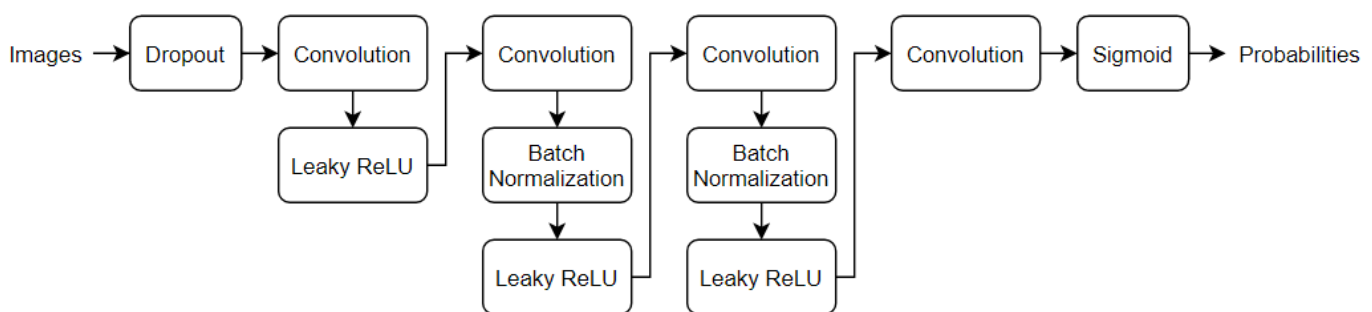 Images
Dropout
Convolution
Leaky ReLU
Convolution
Batch
Normalization
Leaky ReLU
Convolution
Batch
Normalization
Leaky ReLU
Convolution
Sigmoid
Probabilities